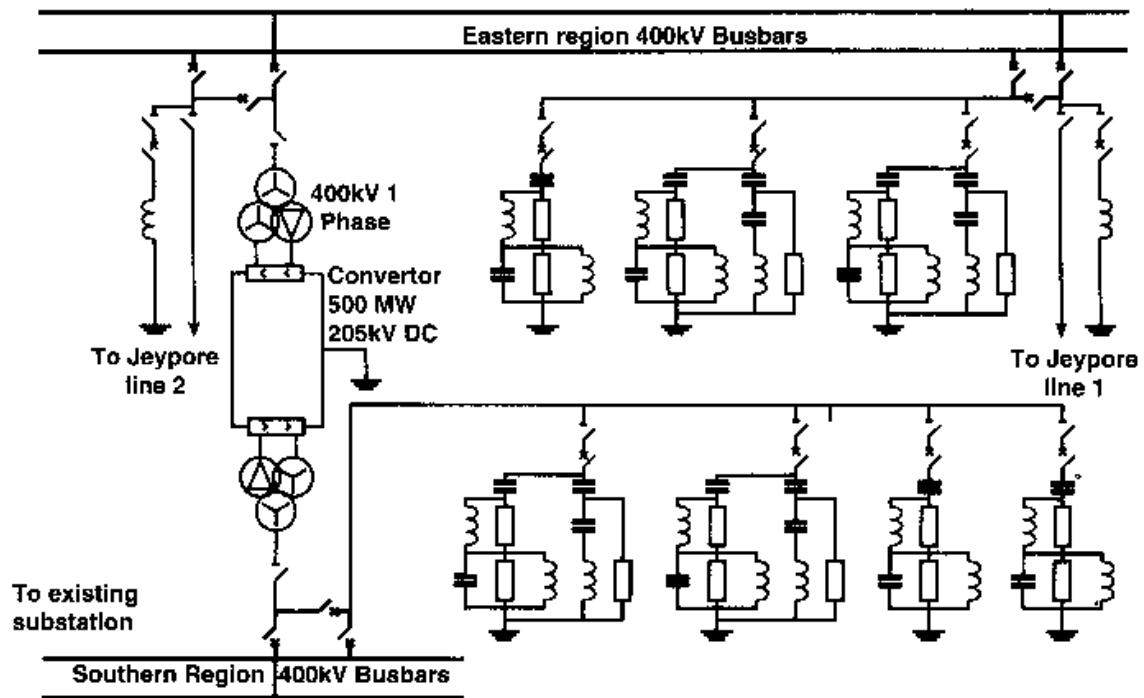 Eastern region 400kV Busbars
400kV 1
Phase
Convertor
500 MW
205kV DC
To Jeypore
line 2
To Jeypore
line 1
To existing
substation
Southern Region 400kV Busbars